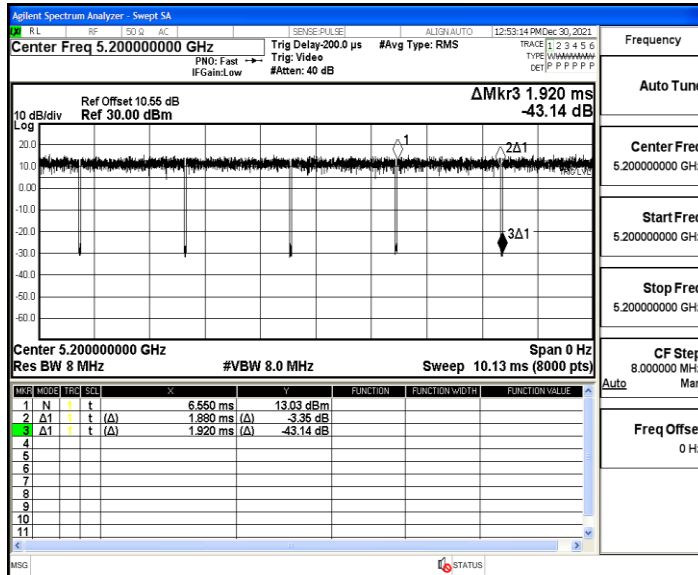 Agilent Spectrum Analyzer - Swept SA
RL RF 50 Ω AC SENSE:PULSE ALIGNAUTO 12:53:14 PM Dec 30, 2021
Center Freq 5.200000000 GHz
PNO: Fast
IFGain:Low
Trig Delay-200.0 µs
Trig: Video
#Atten: 40 dB
#Avg Type: RMS
TRACE 1 2 3 4 5 6
TYPE WWWWWW
DET P P P P P P
Ref Offset 10.55 dB
Ref 30.00 dBm
10 dB/div
Log
ΔMkr3 1.920 ms
-43.14 dB
20.0
10.0
0.00
-10.0
-20.0
-30.0
-40.0
-50.0
-60.0
1
2Δ1
TRIG LVL
3Δ1
Center 5.200000000 GHz
Span 0 Hz
Res BW 8 MHz
#VBW 8.0 MHz
Sweep 10.13 ms (8000 pts)
MKR MODE TRC SCL X Y FUNCTION FUNCTION WIDTH FUNCTION VALUE
1 N 1 t 6.550 ms 13.03 dBm
2 Δ1 1 t (Δ) 1.880 ms (Δ) -3.35 dB
3 Δ1 1 t (Δ) 1.920 ms (Δ) -43.14 dB
4
5
6
7
8
9
10
11
MSG
STATUS
Frequency
Auto Tune
Center Freq
5.200000000 GHz
Start Freq
5.200000000 GHz
Stop Freq
5.200000000 GHz
CF Step
8.000000 MHz
Auto Man
Freq Offset
0 Hz